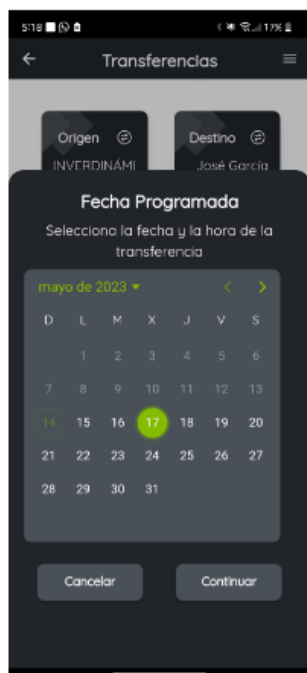 5:18 17%
Transferencias
Origen Destino
INVERDINÁMI José García
Fecha Programada
Selecciona la fecha y la hora de la
transferencia
mayo de 2023
D L M X J V S
1 2 3 4 5 6
7 8 9 10 11 12 13
14 15 16 17 18 19 20
21 22 23 24 25 26 27
28 29 30 31
Cancelar Continuar